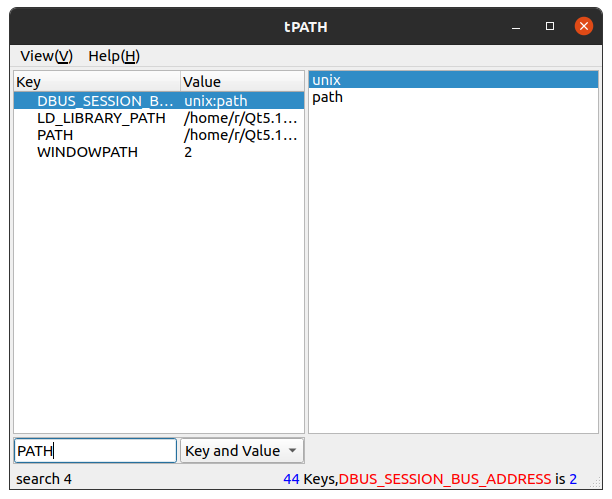 tPATH
View(V) Help(H)
Key Value
DBUS_SESSION_B... unix:path
LD_LIBRARY_PATH /home/r/Qt5.1...
PATH /home/r/Qt5.1...
WINDOWPATH 2
unix
path
PATH Key and Value
search 4 44 Keys,DBUS_SESSION_BUS_ADDRESS is 2